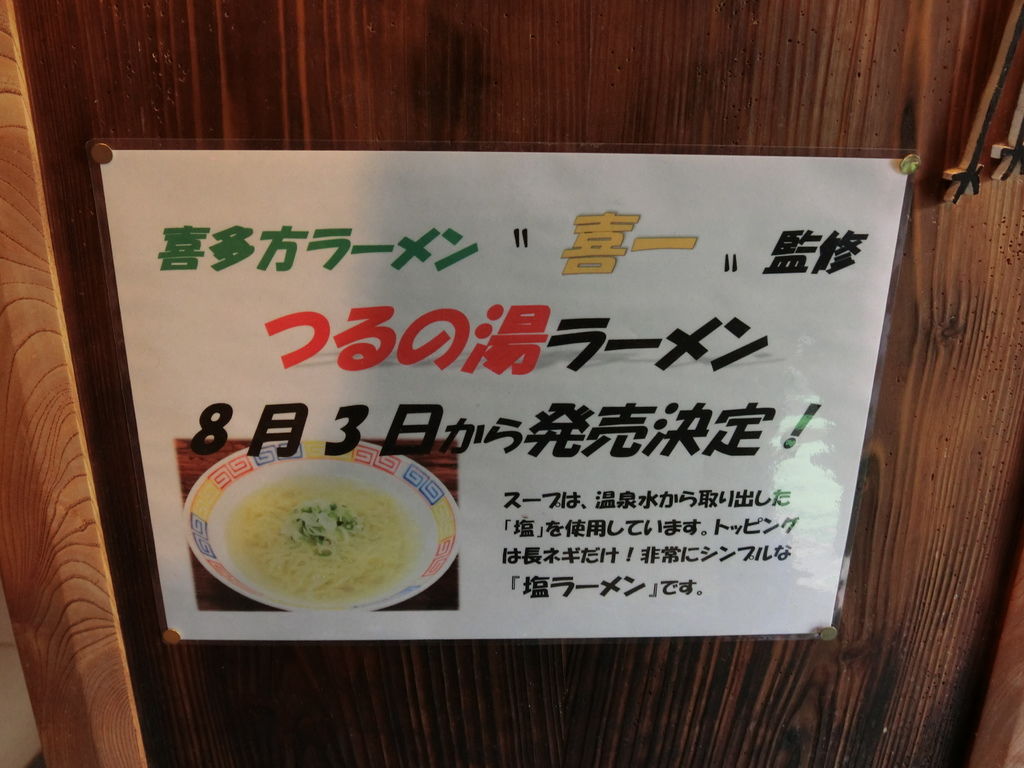 喜多方ラーメン "喜一" 監修
つるの湯ラーメン
8月3日から発売決定！
スープは、温泉水から取り出した
「塩」を使用しています。トッピング
は長ネギだけ！非常にシンプルな
『塩ラーメン』です。